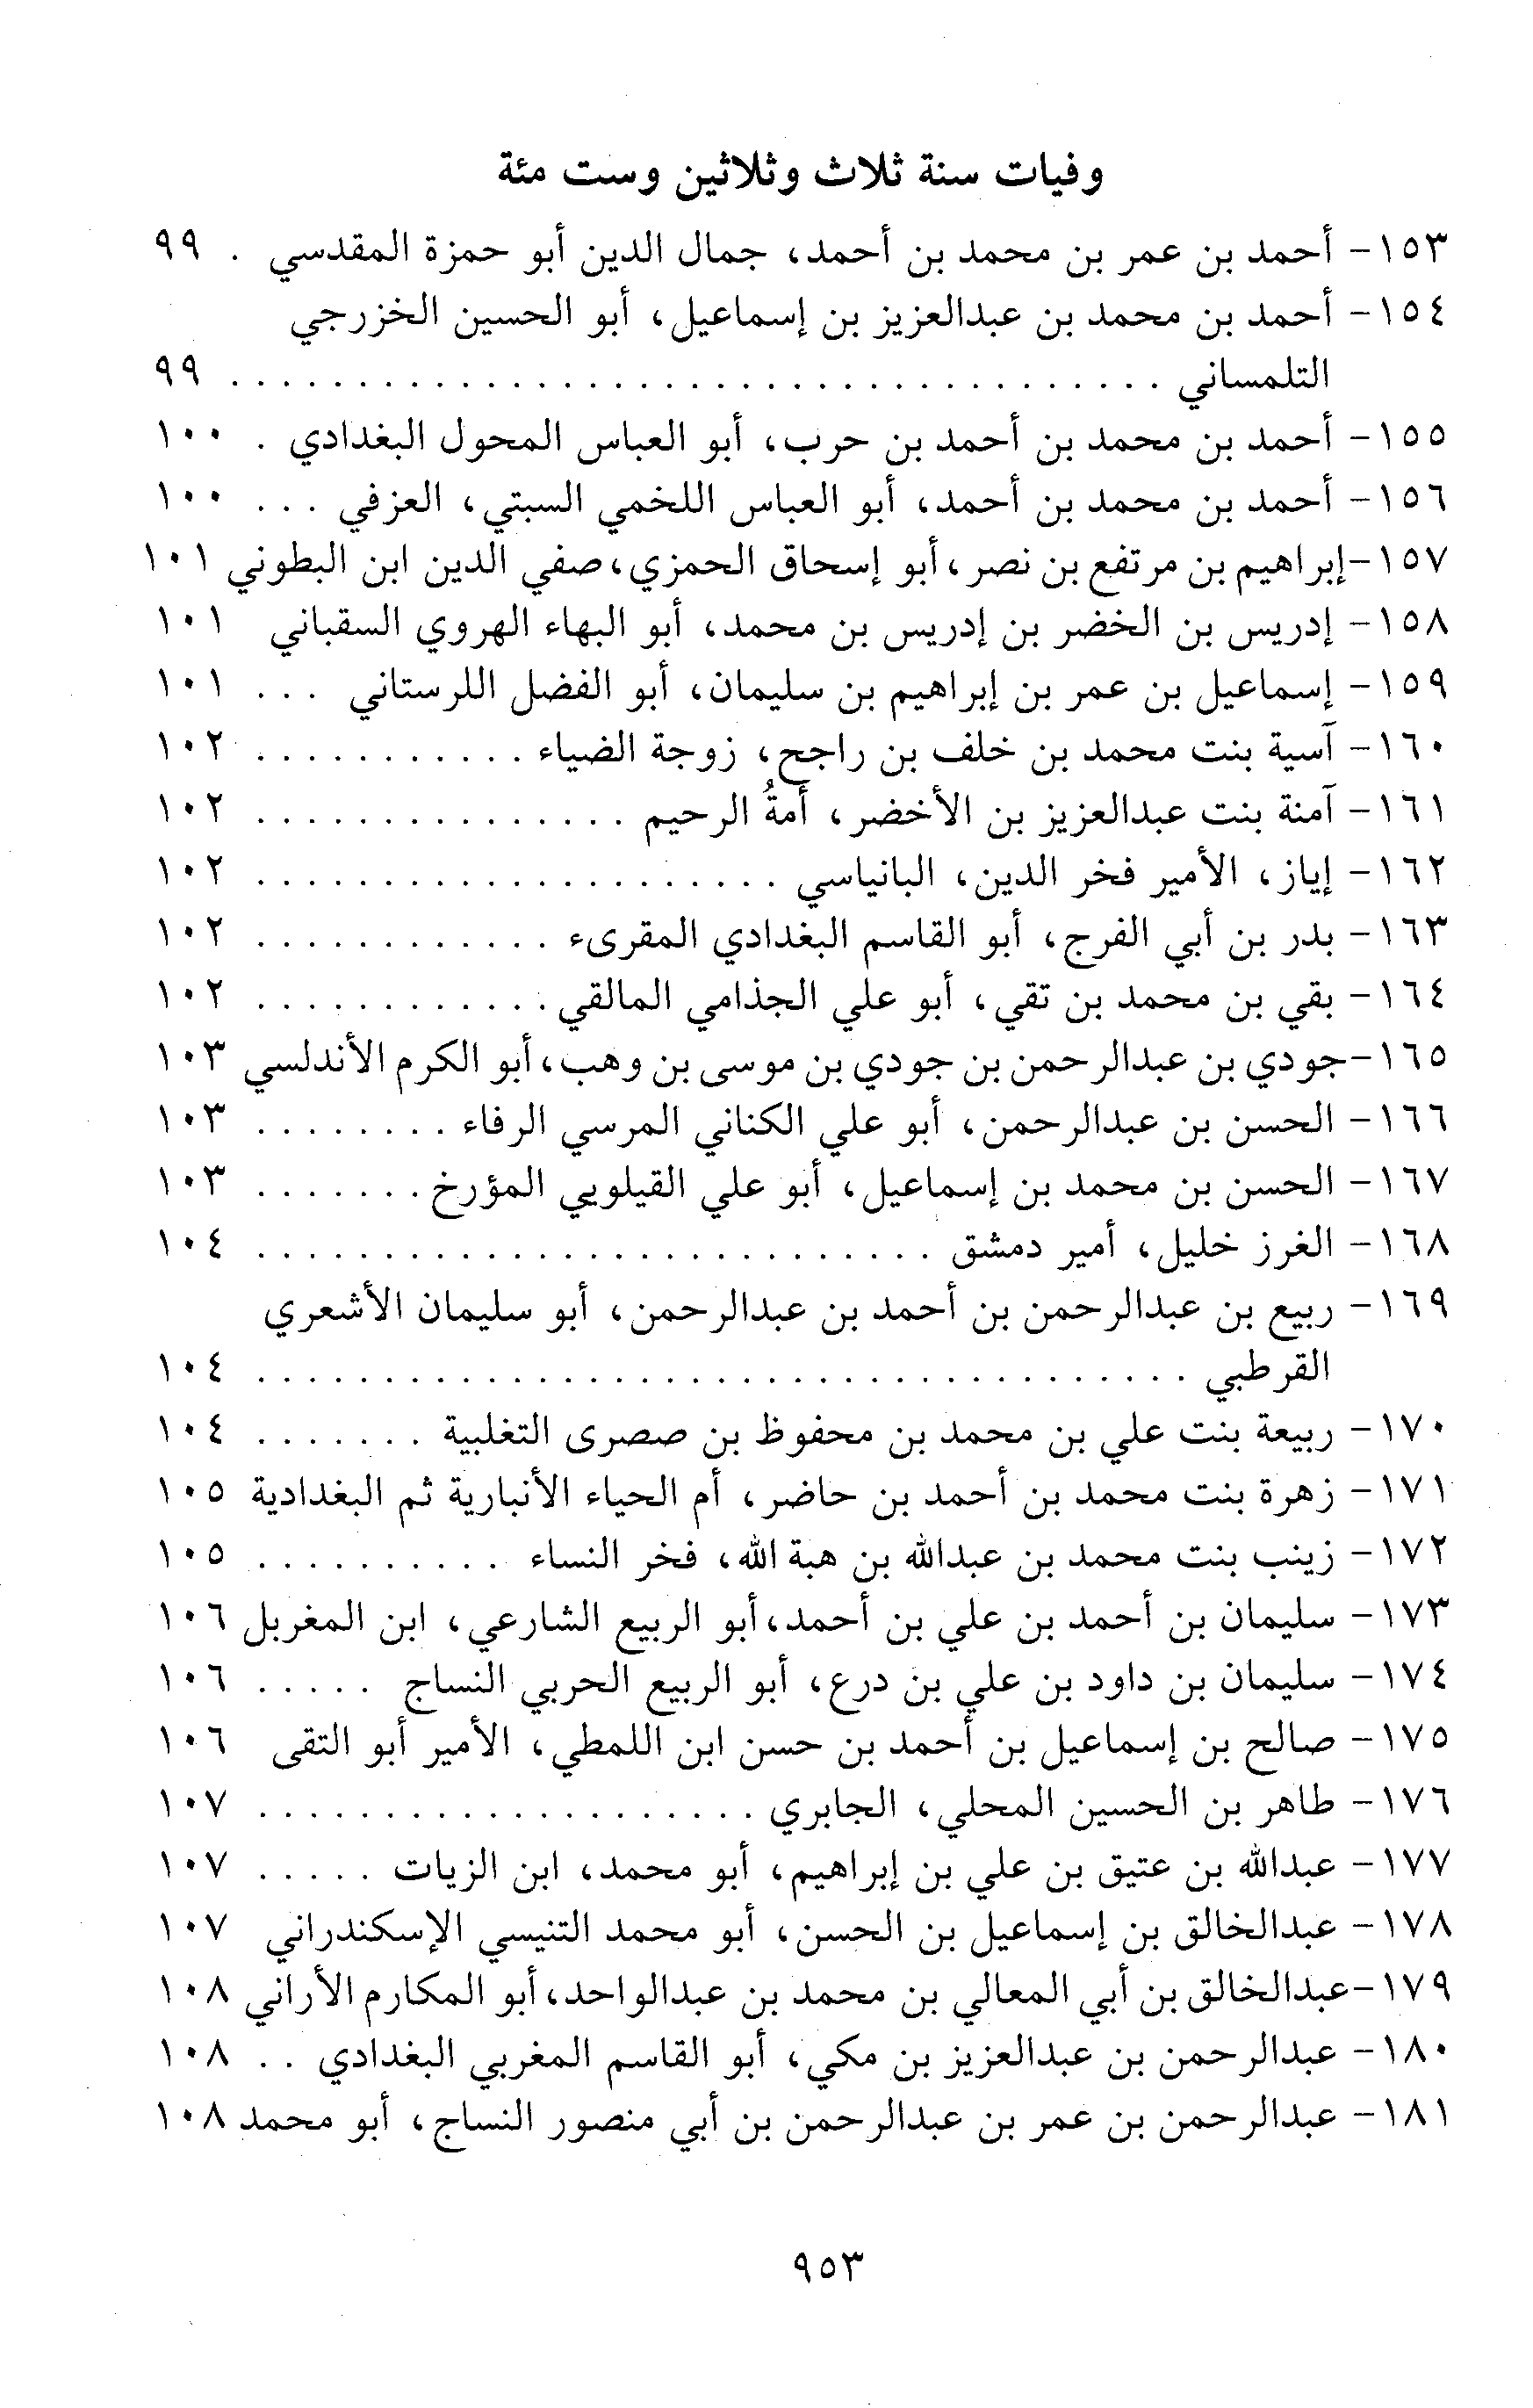 وفيات سنة ثلاث وثلاثين وست مئة
١٥٣- أحمد بن عمر بن محمد بن أحمد، جمال الدين أبو حمزة المقدسي . ٩٩
١٥٤- أحمد بن محمد بن عبدالعزيز بن إسماعيل، أبو الحسين الخزرجي
التلمساني . . . . . . . . . . . . . . . . . . . . . . . . . . . . . . . . . . . . . ٩٩
١٥٥- أحمد بن محمد بن أحمد بن حرب، أبو العباس المحول البغدادي . ١٠٠
١٥٦- أحمد بن محمد بن أحمد، أبو العباس اللخمي السبتي، العزفي . . . ١٠٠
١٥٧-إبراهيم بن مرتفع بن نصر، أبو إسحاق الحمزي، صفي الدين ابن البطوني ١٠١
١٥٨- إدريس بن الخضر بن إدريس بن محمد، أبو البهاء الهروي السقباني ١٠١
١٥٩- إسماعيل بن عمر بن إبراهيم بن سليمان، أبو الفضل اللرستاني . . . ١٠١
١٦٠- آسية بنت محمد بن خلف بن راجح، زوجة الضياء . . . . . . . . . . . ١٠٢
١٦١- آمنة بنت عبدالعزيز بن الأخضر، أمةُ الرحيم . . . . . . . . . . . . . . . ١٠٢
١٦٢- إياز، الأمير فخر الدين، البانياسي . . . . . . . . . . . . . . . . . . . . . ١٠٢
١٦٣- بدر بن أبي الفرج، أبو القاسم البغدادي المقرىء . . . . . . . . . . . . ١٠٢
١٦٤- بقي بن محمد بن تقي، أبو علي الجذامي المالقي . . . . . . . . . . . . ١٠٢
١٦٥-جودي بن عبدالرحمن بن جودي بن موسى بن وهب، أبو الكرم الأندلسي ١٠٣
١٦٦- الحسن بن عبدالرحمن، أبو علي الكناني المرسي الرفاء . . . . . . . . ١٠٣
١٦٧- الحسن بن محمد بن إسماعيل، أبو علي القيلويي المؤرخ . . . . . . . ١٠٣
١٦٨- الغرز خليل، أمير دمشق . . . . . . . . . . . . . . . . . . . . . . . . . . . ١٠٤
١٦٩- ربيع بن عبدالرحمن بن أحمد بن عبدالرحمن، أبو سليمان الأشعري
القرطبي . . . . . . . . . . . . . . . . . . . . . . . . . . . . . . . . . . . . . ١٠٤
١٧٠- ربيعة بنت علي بن محمد بن محفوظ بن صصرى التغلبية . . . . . . . ١٠٤
١٧١- زهرة بنت محمد بن أحمد بن حاضر، أم الحياء الأنبارية ثم البغدادية ١٠٥
١٧٢- زينب بنت محمد بن عبدالله بن هبة الله، فخر النساء . . . . . . . . . . ١٠٥
١٧٣- سليمان بن أحمد بن علي بن أحمد، أبو الربيع الشارعي، ابن المغربل ١٠٦
١٧٤- سليمان بن داود بن علي بن درع، أبو الربيع الحربي النساج . . . . . ١٠٦
١٧٥- صالح بن إسماعيل بن أحمد بن حسن ابن اللمطي، الأمير أبو التقى ١٠٦
١٧٦- طاهر بن الحسين المحلي، الجابري . . . . . . . . . . . . . . . . . . . . ١٠٧
١٧٧- عبدالله بن عتيق بن علي بن إبراهيم، أبو محمد، ابن الزيات . . . . . ١٠٧
١٧٨- عبدالخالق بن إسماعيل بن الحسن، أبو محمد التنيسي الإسكندراني ١٠٧
١٧٩-عبدالخالق بن أبي المعالي بن محمد بن عبدالواحد، أبو المكارم الأراني ١٠٨
١٨٠- عبدالرحمن بن عبدالعزيز بن مكي، أبو القاسم المغربي البغدادي . . ١٠٨
١٨١- عبدالرحمن بن عمر بن عبدالرحمن بن أبي منصور النساج، أبو محمد ١٠٨
٩٥٣